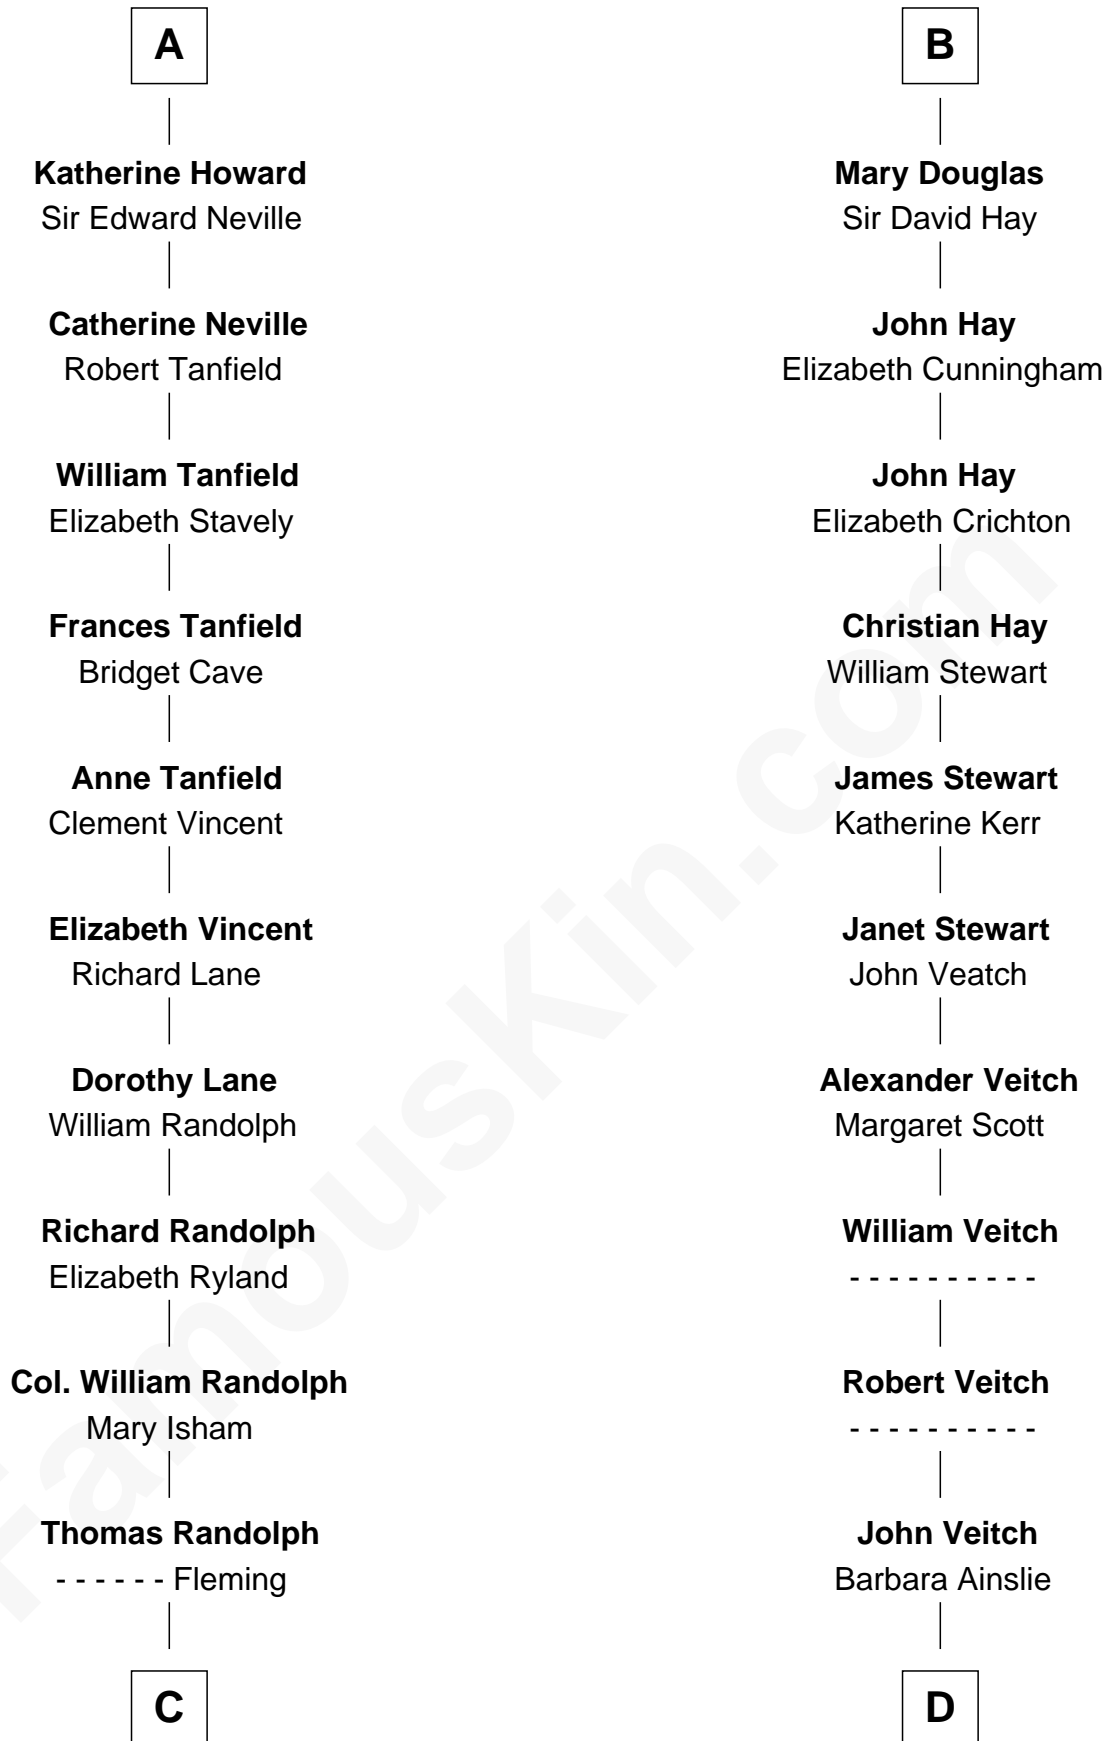 A
Katherine Howard
Sir Edward Neville
Catherine Neville
Robert Tanfield
William Tanfield
Elizabeth Stavely
Frances Tanfield
Bridget Cave
Anne Tanfield
Clement Vincent
Elizabeth Vincent
Richard Lane
Dorothy Lane
William Randolph
Richard Randolph
Elizabeth Ryland
Col. William Randolph
Mary Isham
Thomas Randolph
- - - - - - Fleming
C
B
Mary Douglas
Sir David Hay
John Hay
Elizabeth Cunningham
John Hay
Elizabeth Crichton
Christian Hay
William Stewart
James Stewart
Katherine Kerr
Janet Stewart
John Veatch
Alexander Veitch
Margaret Scott
William Veitch
- - - - - - - - - -
Robert Veitch
- - - - - - - - - -
John Veitch
Barbara Ainslie
D
FamousKin.com